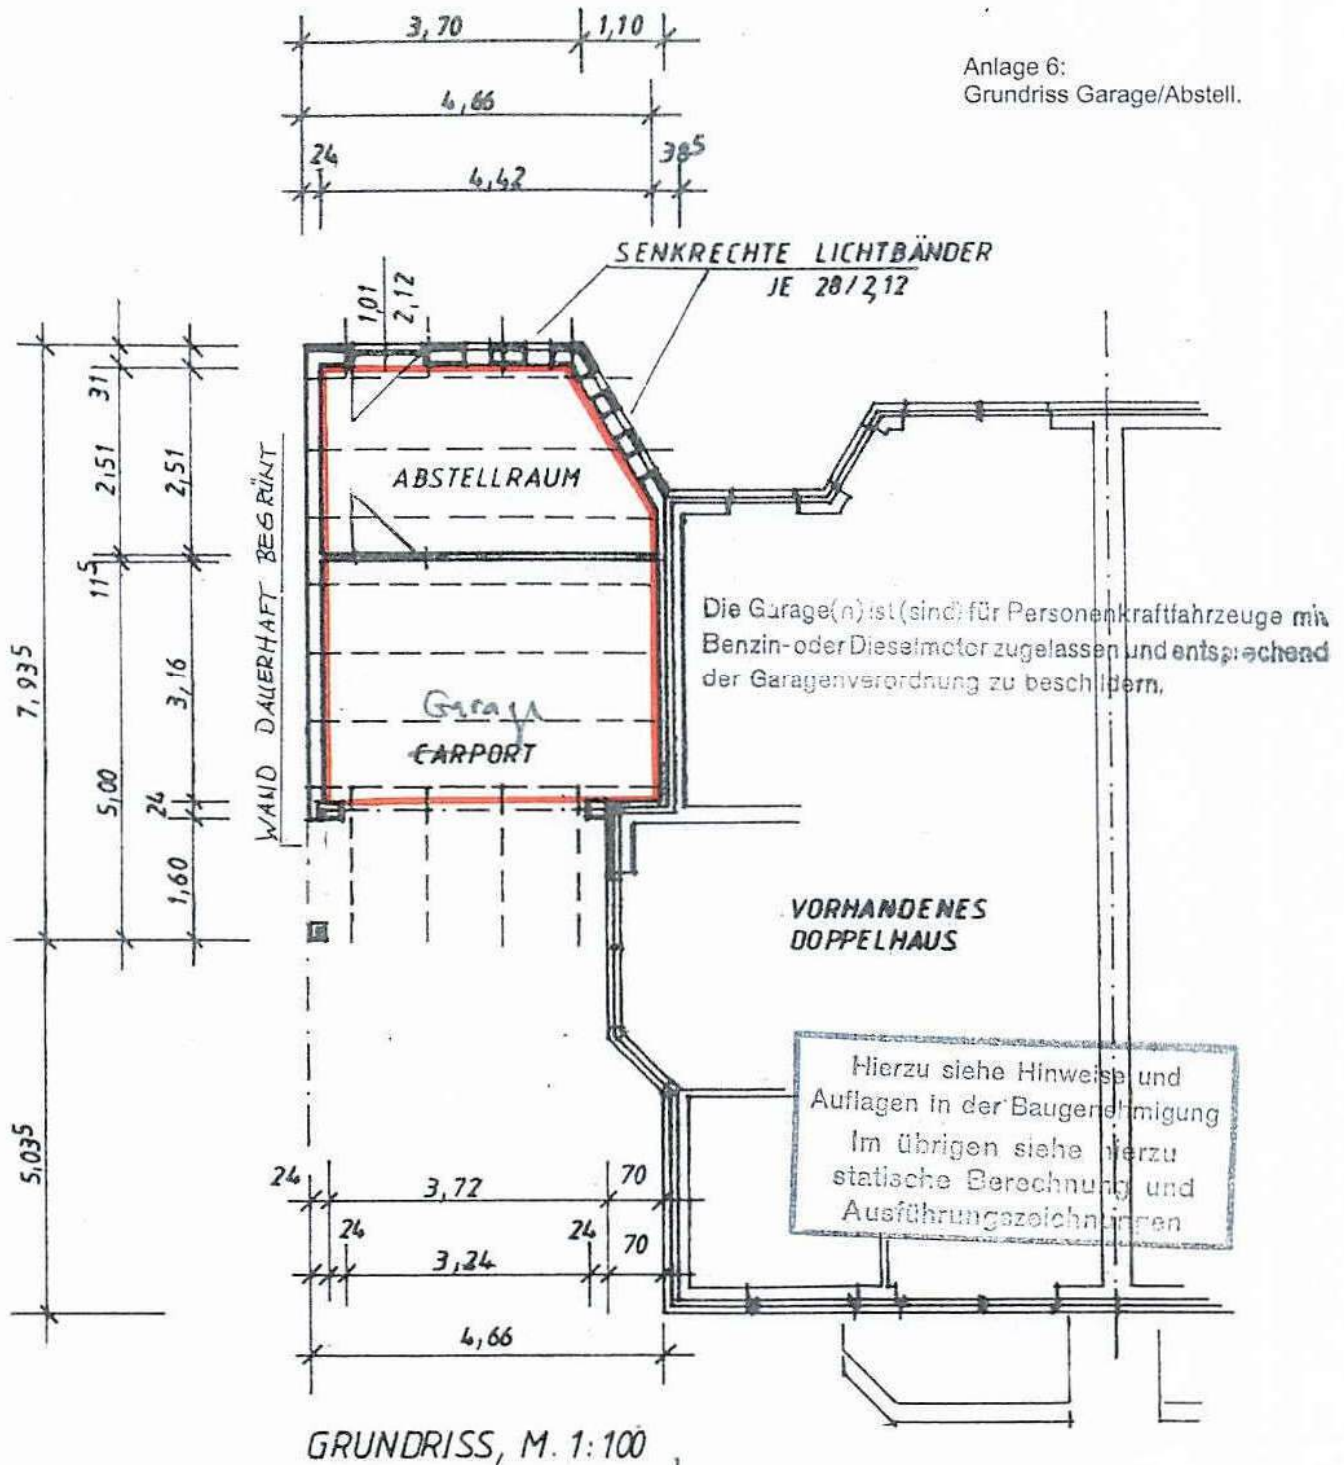 3,70
1,10
Anlage 6:
Grundriss Garage/Abstell.
4,66
24
4,42
38⁵
SENKRECHTE LICHTBÄNDER
JE 28/2,12
1,01
2,12
31
2,51
2,51
ABSTELLRAUM
WAND DAUERHAFT BEGRÜNT
11⁵
Die Garage(n) ist (sind) für Personenkraftfahrzeuge mit
Benzin- oder Dieselmotor zugelassen und entsprechend
der Garagenverordnung zu beschildern.
7,93⁵
3,16
Garage
CARPORT
5,00
24
1,60
VORHANDENES
DOPPELHAUS
Hierzu siehe Hinweise und
Auflagen in der Baugenehmigung
Im übrigen siehe hierzu
statische Berechnung und
Ausführungszeichnungen
5,03⁵
24
3,72
70
24
3,24
24
70
4,66
GRUNDRISS, M. 1:100